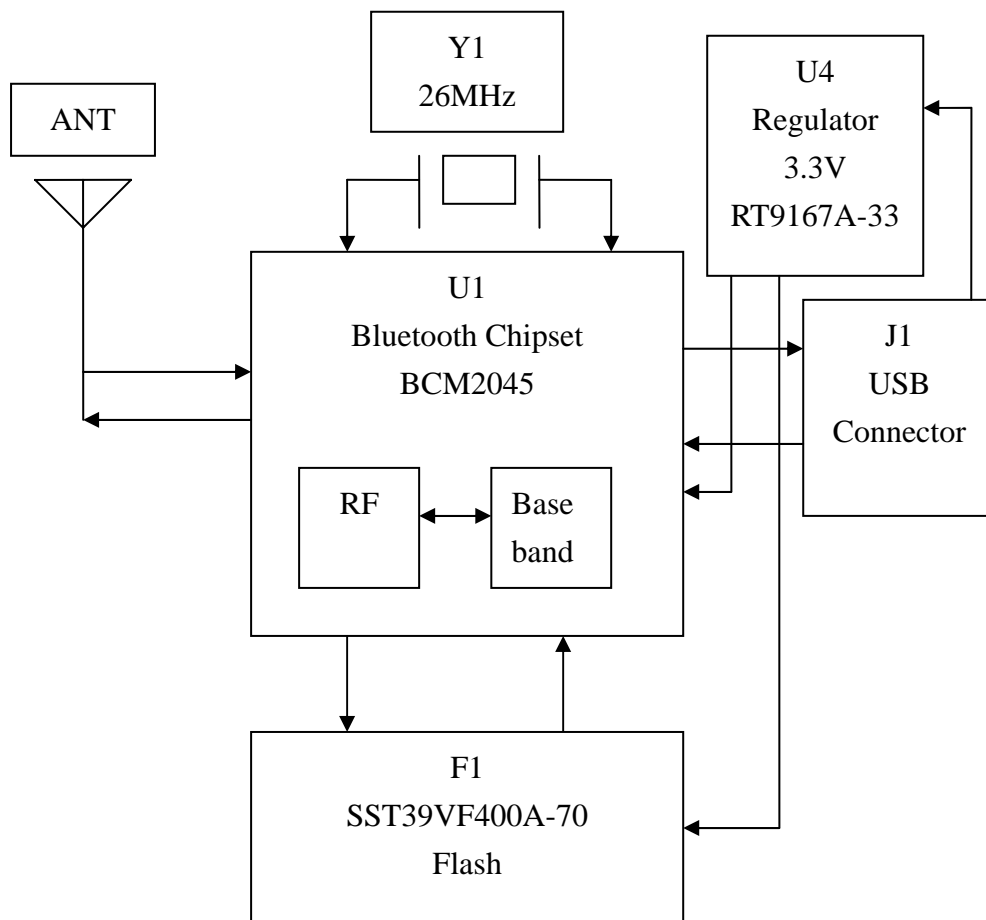 Y1
26MHz
ANT
U4
Regulator
3.3V
RT9167A-33
U1
Bluetooth Chipset
BCM2045
J1
USB
Connector
RF
Base
band
F1
SST39VF400A-70
Flash